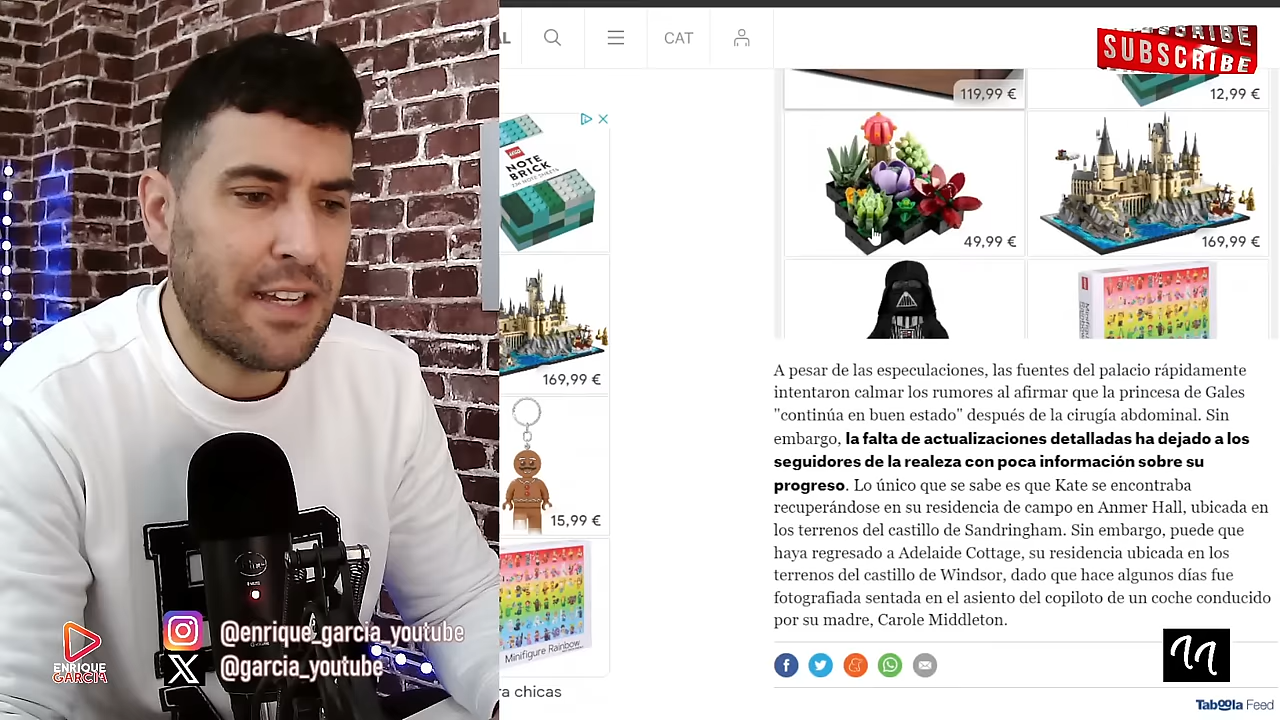 CAT
SUBSCRIBE
SUBSCRIBE
119,99 €
12,99 €
NOTE
BRICK
49,99 €
169,99 €
169,99 €
15,99 €
Minifigure Rainbow
ra chicas
A pesar de las especulaciones, las fuentes del palacio rápidamente
intentaron calmar los rumores al afirmar que la princesa de Gales
"continúa en buen estado" después de la cirugía abdominal. Sin
embargo, la falta de actualizaciones detalladas ha dejado a los
seguidores de la realeza con poca información sobre su
progreso. Lo único que se sabe es que Kate se encontraba
recuperándose en su residencia de campo en Anmer Hall, ubicada en
los terrenos del castillo de Sandringham. Sin embargo, puede que
haya regresado a Adelaide Cottage, su residencia ubicada en los
terrenos del castillo de Windsor, dado que hace algunos días fue
fotografiada sentada en el asiento del copiloto de un coche conducido
por su madre, Carole Middleton.
@enrique_garcia_youtube
@garcia_youtube
ENRIQUE
GARCIA
Taboola Feed